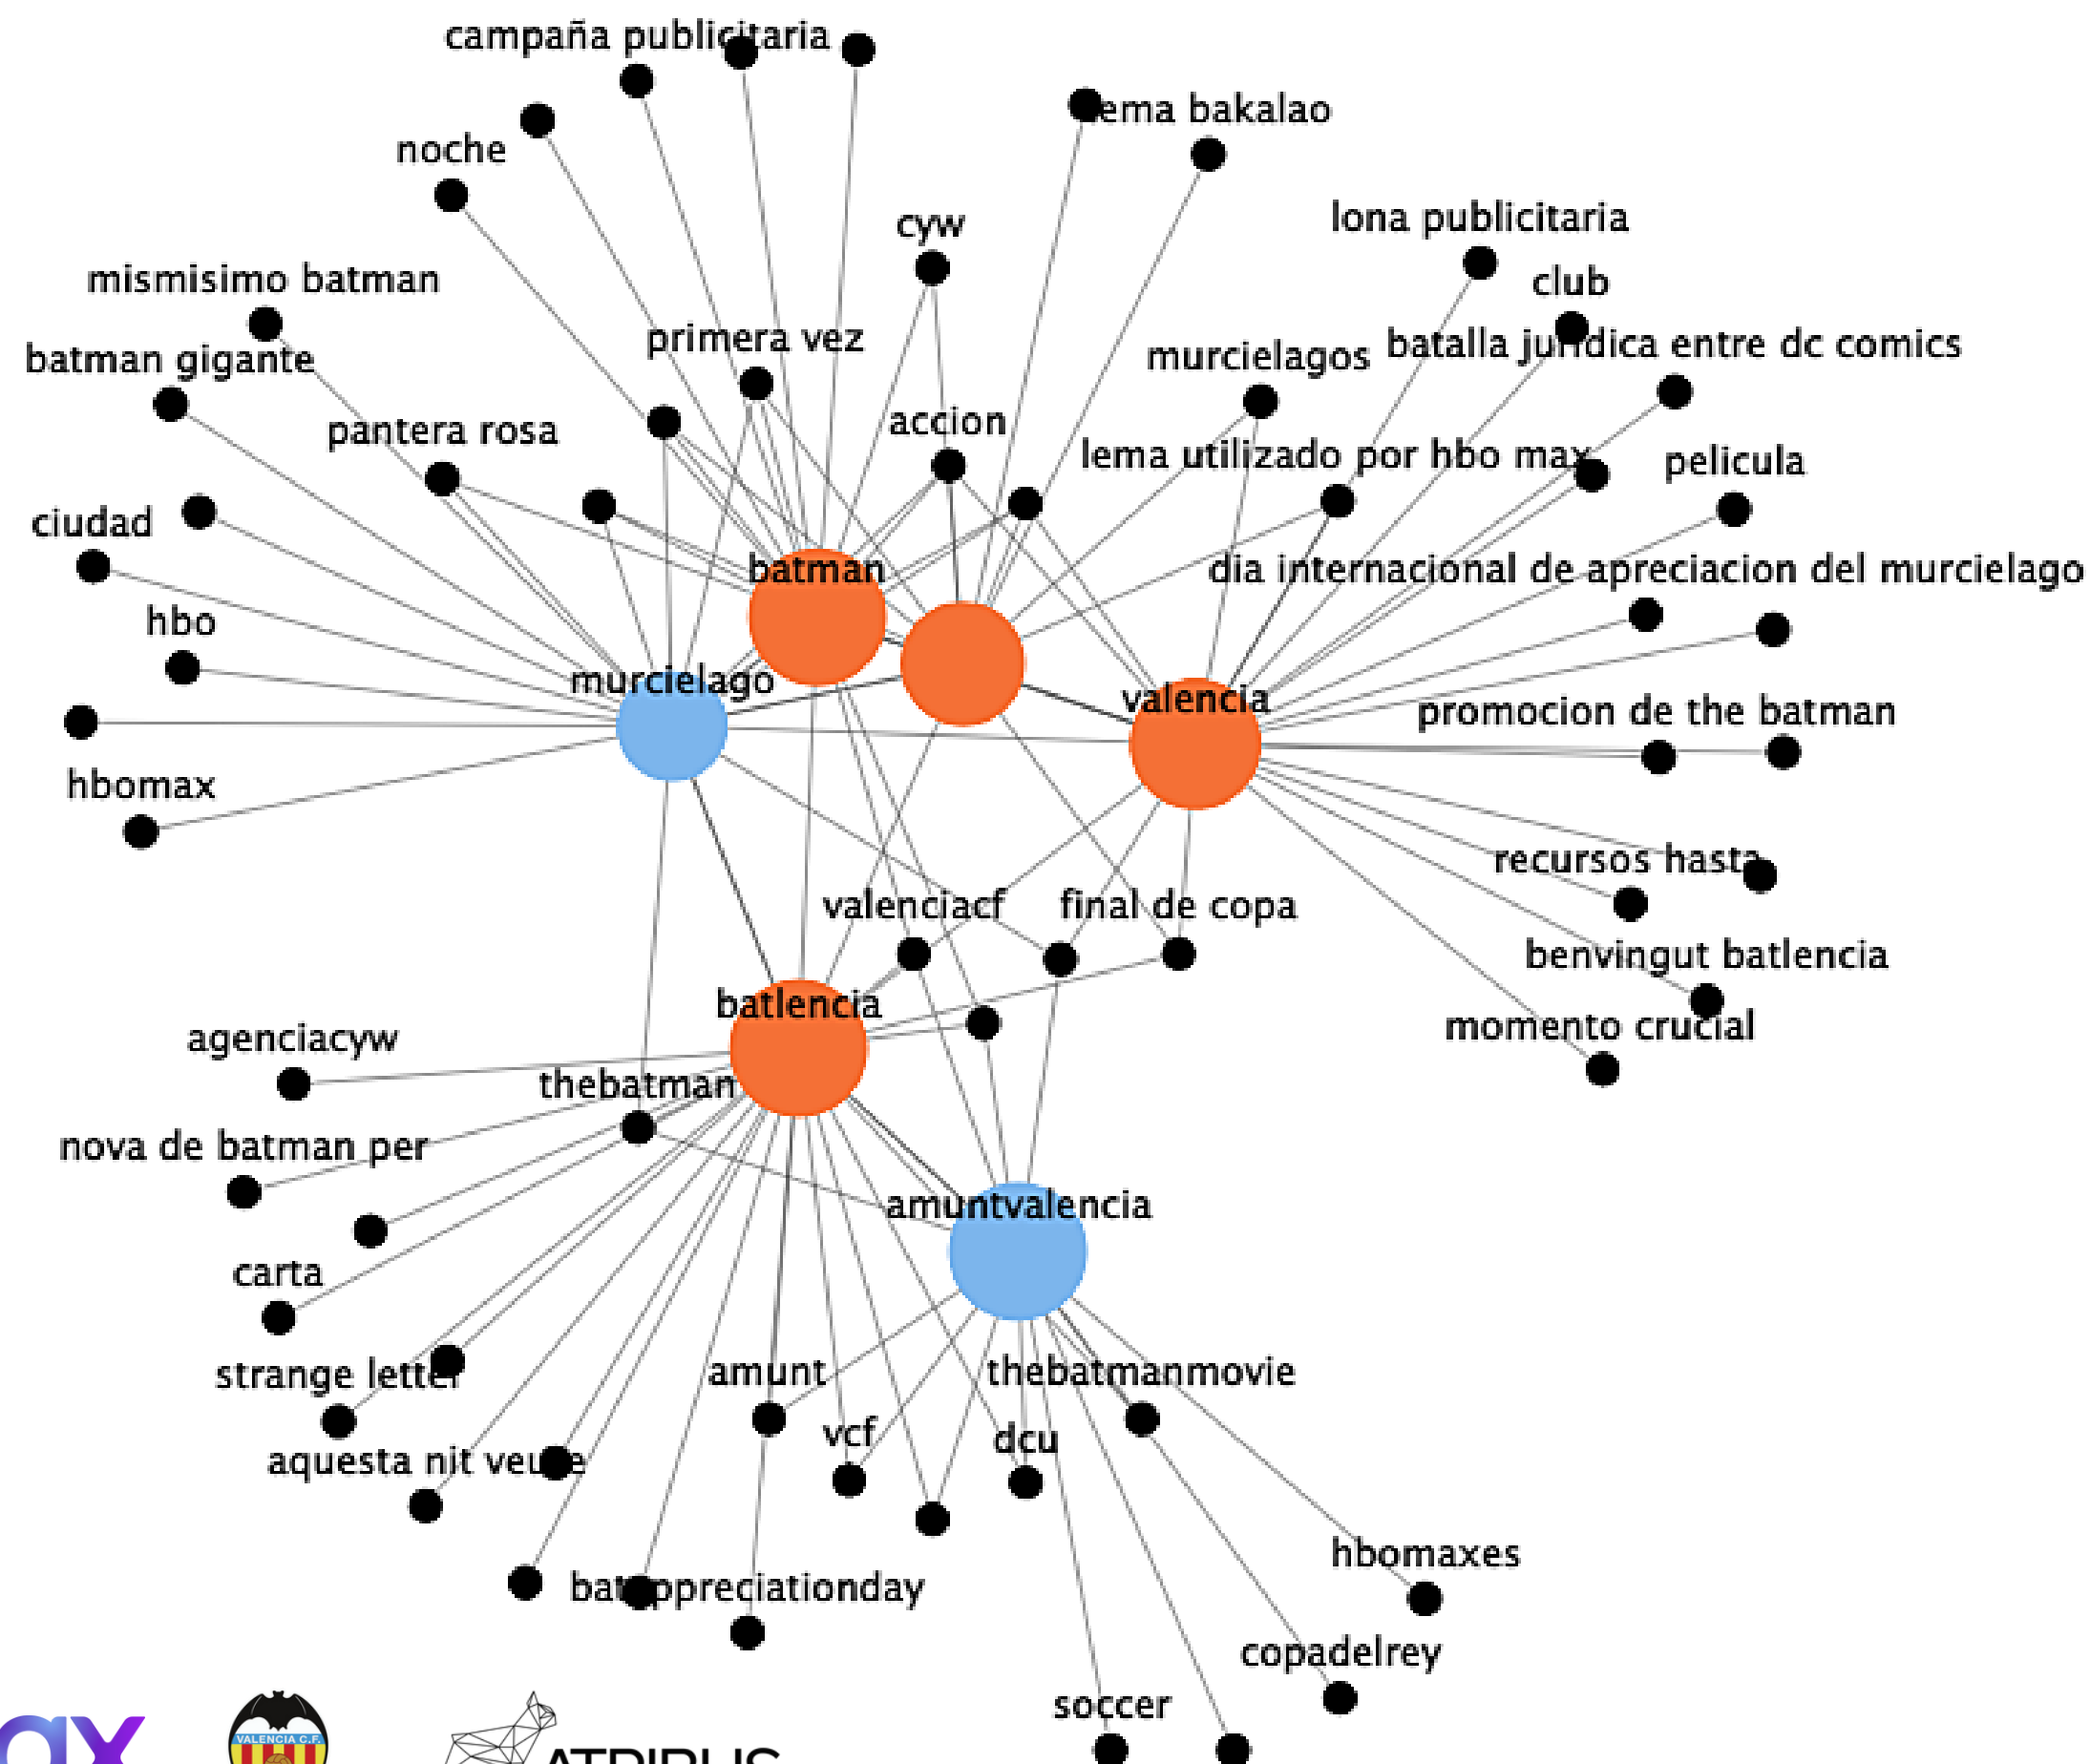 campaña publicitaria
lema bakalao
noche
lona publicitaria
cyw
mismisimo batman
club
primera vez
batalla juridica entre dc comics
murcielagos
batman gigante
accion
pantera rosa
lema utilizado por hbo max
pelicula
ciudad
batman
dia internacional de apreciacion del murcielago
hbo
murcielago
valencia
promocion de the batman
hbomax
recursos hasta
valenciacf
final de copa
benvingut batlencia
batlencia
momento crucial
agenciacyw
thebatman
nova de batman per
amuntvalencia
carta
strange letter
amunt
thebatmanmovie
vcf
dcu
aquesta nit veure
hbomaxes
batappreciationday
copadelrey
soccer
ax
VALENCIA C.F.
ATRIBUS